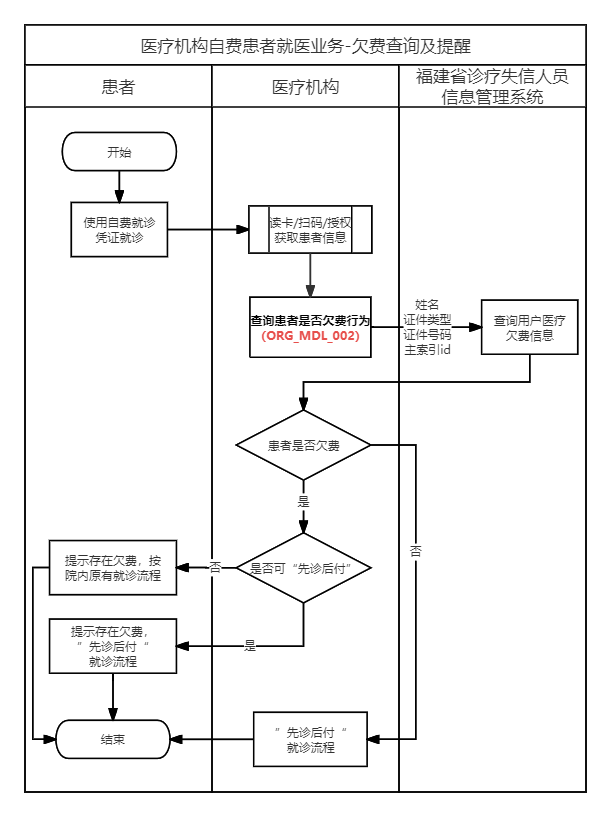 医疗机构自费患者就医业务-欠费查询及提醒
患者
医疗机构
福建省诊疗失信人员
信息管理系统
开始
使用自费就诊
凭证就诊
读卡/扫码/授权
获取患者信息
查询患者是否欠费行为
（ORG_MDL_002）
姓名
证件类型
证件号码
主索引id
查询用户医疗
欠费信息
患者是否欠费
是
否
是否可“先诊后付”
否
提示存在欠费，按
院内原有就诊流程
是
提示存在欠费，
”先诊后付“
就诊流程
”先诊后付“
就诊流程
结束